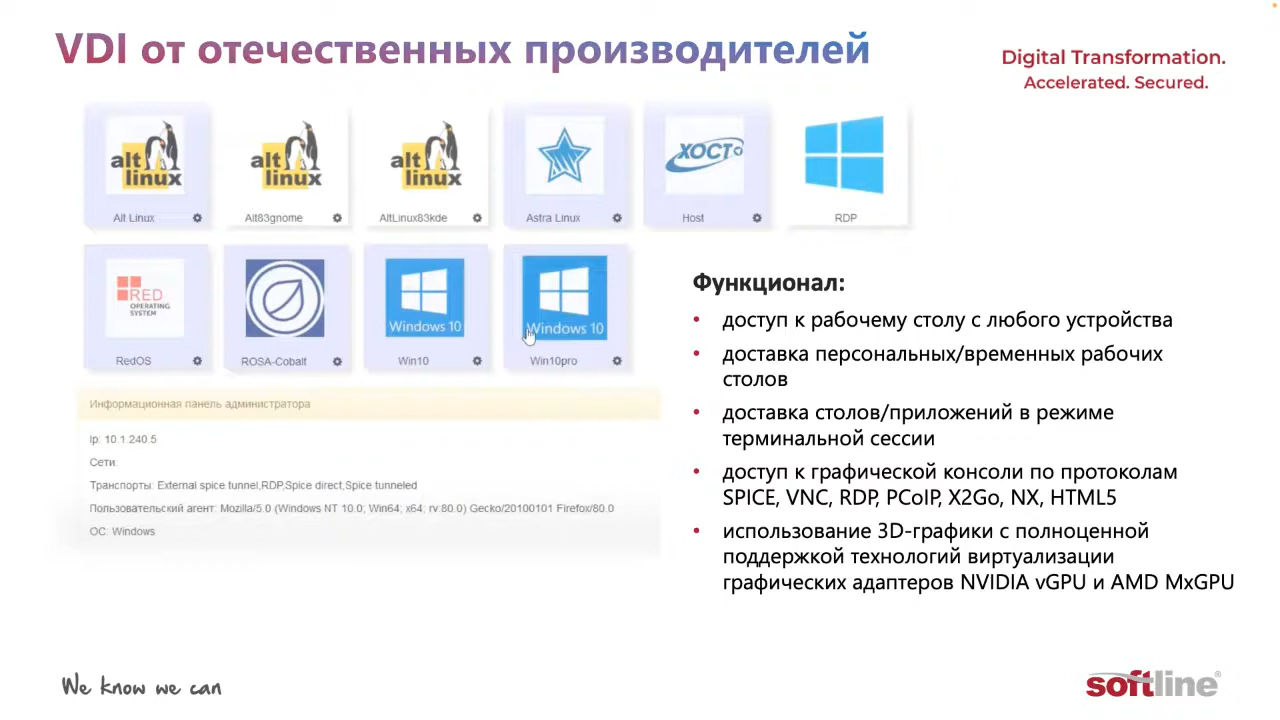 VDI от отечественных производителей
Digital Transformation.
Accelerated. Secured.
alt linux
alt linux
alt linux
ХОСТ
Alt Linux
Alt83gnome
AltLinux83kde
Astra Linux
Host
RDP
RED OPERATING SYSTEM
Windows 10
Windows 10
RedOS
ROSA-Cobalt
Win10
Win10pro
Информационная панель администратора
Ip: 10.1.240.5
Сети:
Транспорты: External spice tunnel,RDP,Spice direct,Spice tunneled
Пользовательский агент: Mozilla/5.0 (Windows NT 10.0; Win64; x64; rv:80.0) Gecko/20100101 Firefox/80.0
ОС: Windows
Функционал:
• доступ к рабочему столу с любого устройства
• доставка персональных/временных рабочих
столов
• доставка столов/приложений в режиме
терминальной сессии
• доступ к графической консоли по протоколам
SPICE, VNC, RDP, PCoIP, X2Go, NX, HTML5
• использование 3D-графики с полноценной
поддержкой технологий виртуализации
графических адаптеров NVIDIA vGPU и AMD MxGPU
We know we can
softline®